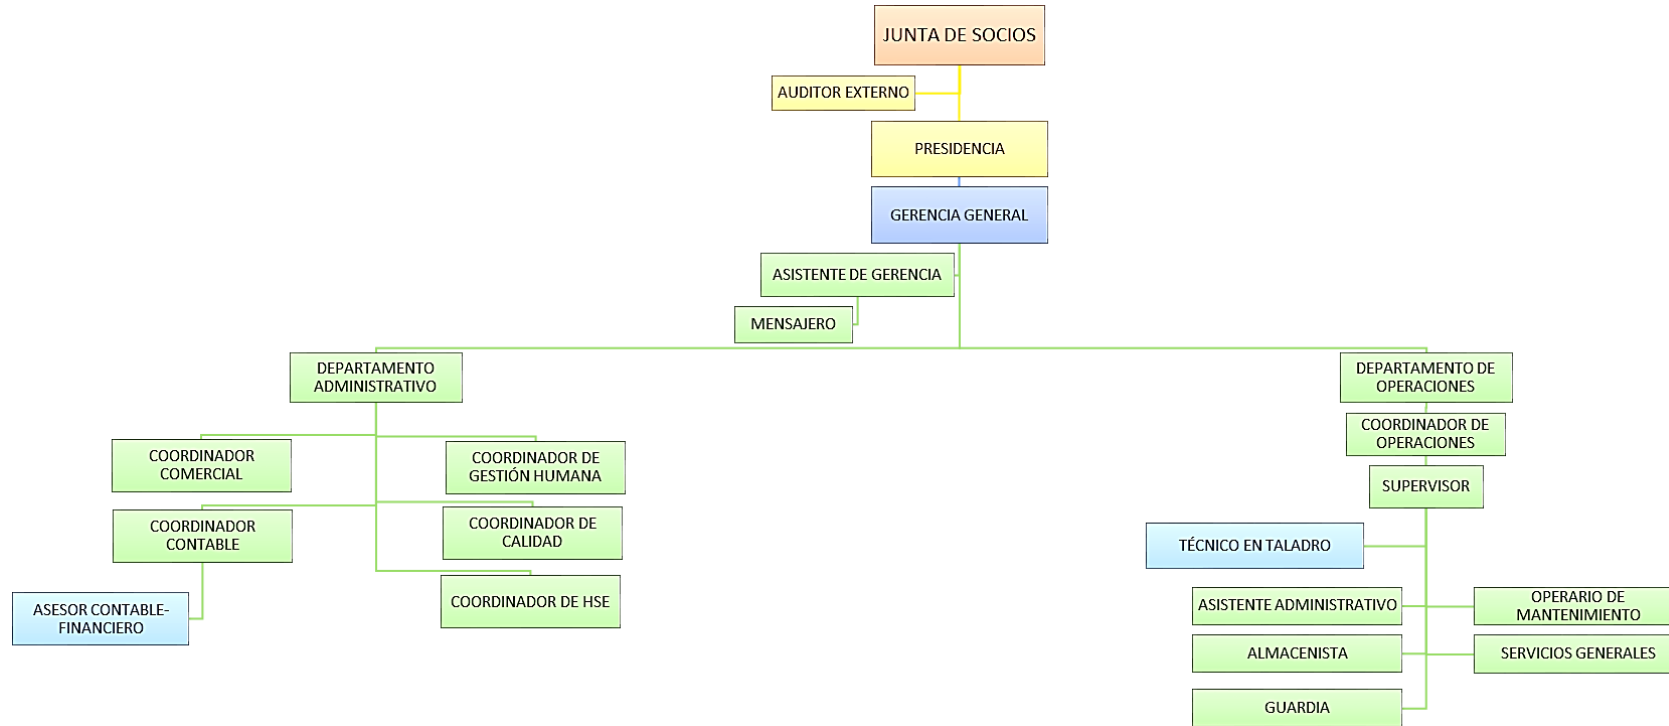 JUNTA DE SOCIOS
AUDITOR EXTERNO
PRESIDENCIA
GERENCIA GENERAL
ASISTENTE DE GERENCIA
MENSAJERO
DEPARTAMENTO
ADMINISTRATIVO
COORDINADOR
COMERCIAL
COORDINADOR DE
GESTIÓN HUMANA
COORDINADOR
CONTABLE
COORDINADOR DE
CALIDAD
ASESOR CONTABLE-
FINANCIERO
COORDINADOR DE HSE
DEPARTAMENTO DE
OPERACIONES
COORDINADOR DE
OPERACIONES
SUPERVISOR
TÉCNICO EN TALADRO
ASISTENTE ADMINISTRATIVO
OPERARIO DE
MANTENIMIENTO
ALMACENISTA
SERVICIOS GENERALES
GUARDIA